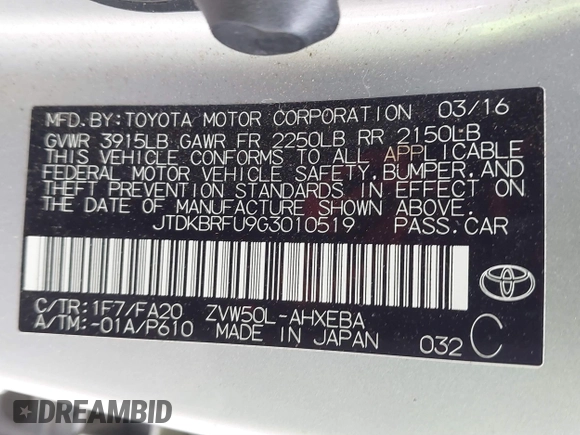 MFD. BY: TOYOTA MOTOR CORPORATION 03/16
GVWR 3915LB GAWR FR 2250LB RR 2150LB
THIS VEHICLE CONFORMS TO ALL APPLICABLE
FEDERAL MOTOR VEHICLE SAFETY, BUMPER, AND
THEFT PREVENTION STANDARDS IN EFFECT ON
THE DATE OF MANUFACTURE SHOWN ABOVE.
JTDKBRFU9G3010519 PASS. CAR
C/TR: 1F7/FA20 ZVW50L-AHXEBA
A/TM: -01A/P610 MADE IN JAPAN 032 C
TOYOTA
DREAMBID